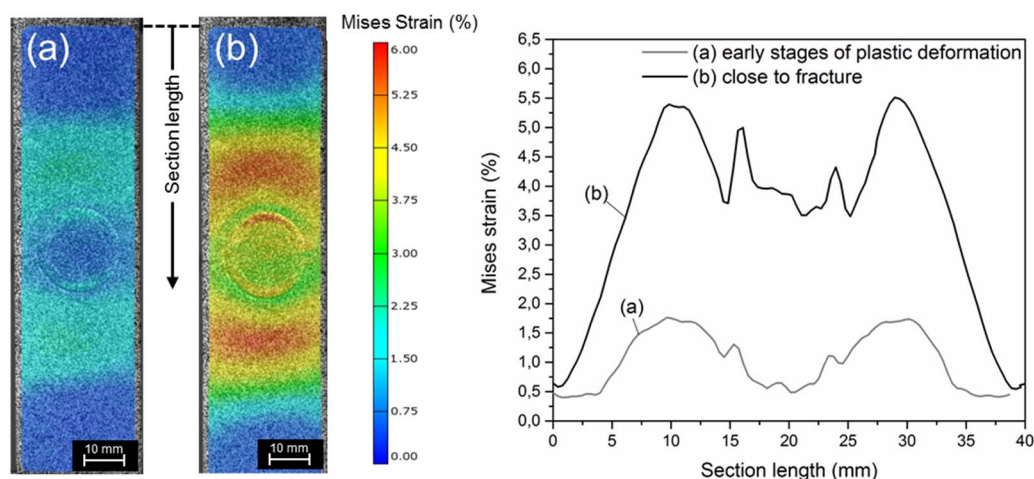 (a)
(b)
Section length
10 mm
10 mm
Mises Strain (%)
6.00
5.25
4.50
3.75
3.00
2.25
1.50
0.75
0.00
Mises strain (%)
6,5
6,0
5,5
5,0
4,5
4,0
3,5
3,0
2,5
2,0
1,5
1,0
0,5
0,0
(a) early stages of plastic deformation
(b) close to fracture
(b)
(a)
0 5 10 15 20 25 30 35 40
Section length (mm)